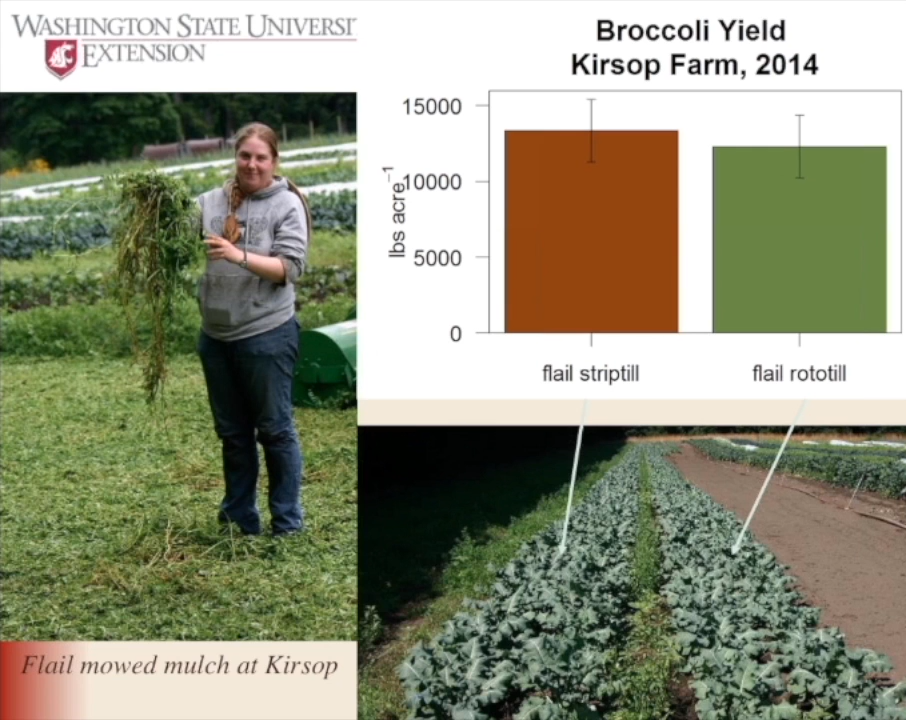 WASHINGTON STATE UNIVERSI
EXTENSION
Broccoli Yield
Kirsop Farm, 2014
15000
10000
5000
0
lbs acre⁻¹
flail striptill
flail rototill
Flail mowed mulch at Kirsop